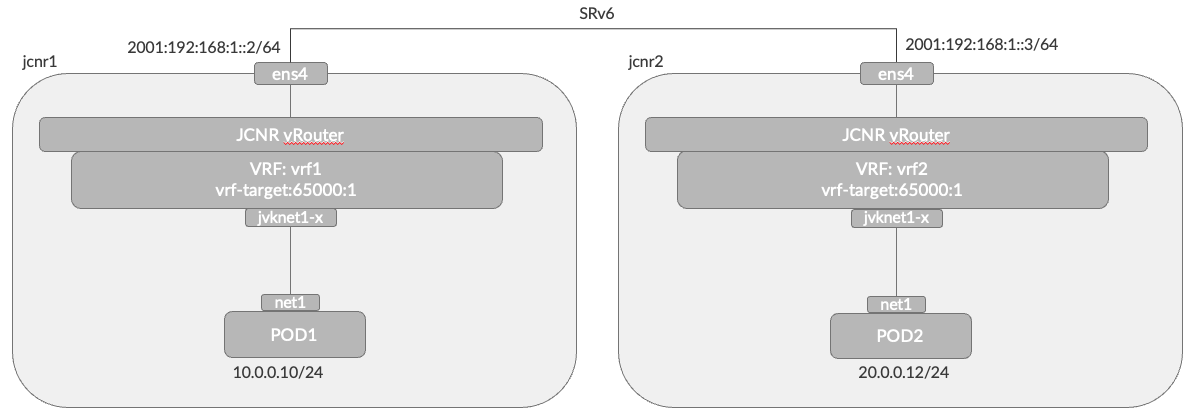 SRv6
2001:192:168:1::2/64
2001:192:168:1::3/64
jcnr1
jcnr2
ens4
ens4
JCNR vRouter
JCNR vRouter
VRF: vrf1
vrf-target:65000:1
VRF: vrf2
vrf-target:65000:1
jvknet1-x
jvknet1-x
net1
net1
POD1
POD2
10.0.0.10/24
20.0.0.12/24